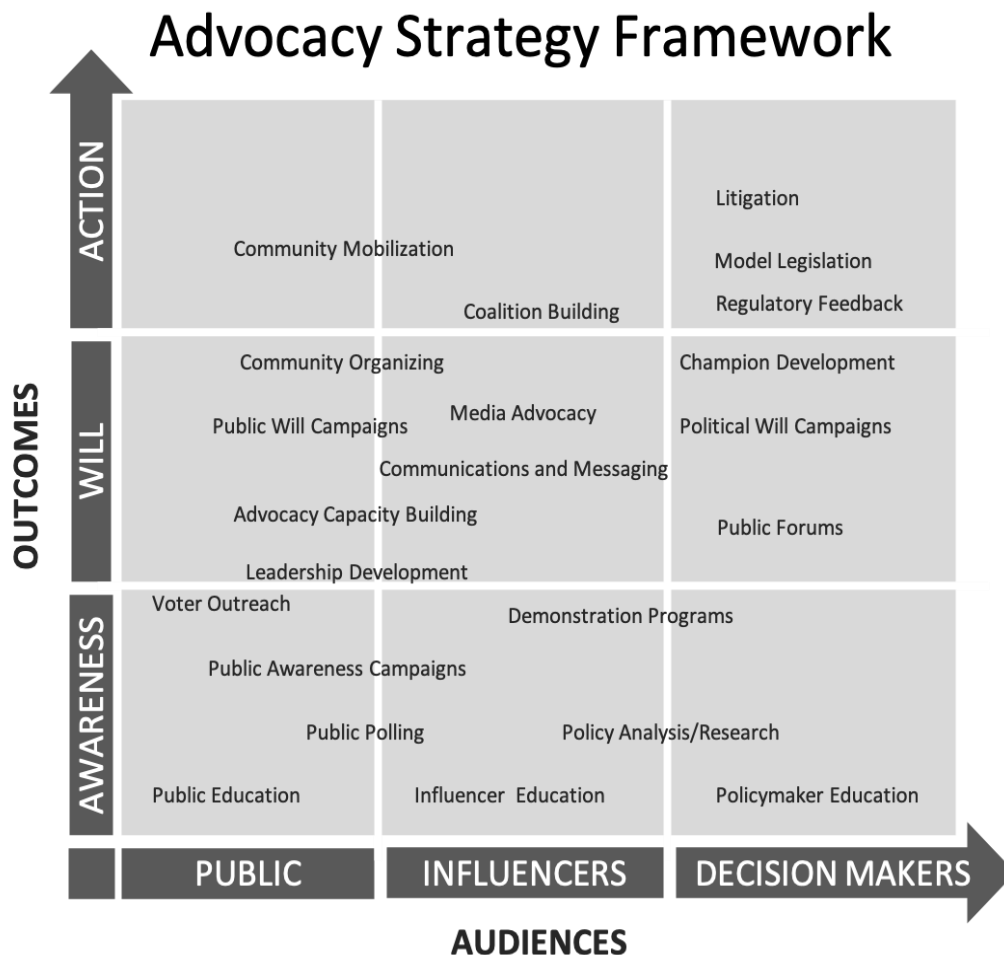 Advocacy Strategy Framework
OUTCOMES
ACTION
Litigation
Community Mobilization
Model Legislation
Regulatory Feedback
Coalition Building
WILL
Community Organizing
Champion Development
Media Advocacy
Public Will Campaigns
Political Will Campaigns
Communications and Messaging
Advocacy Capacity Building
Public Forums
Leadership Development
AWARENESS
Voter Outreach
Demonstration Programs
Public Awareness Campaigns
Public Polling
Policy Analysis/Research
Public Education
Influencer  Education
Policymaker Education
PUBLIC
INFLUENCERS
DECISION MAKERS
AUDIENCES